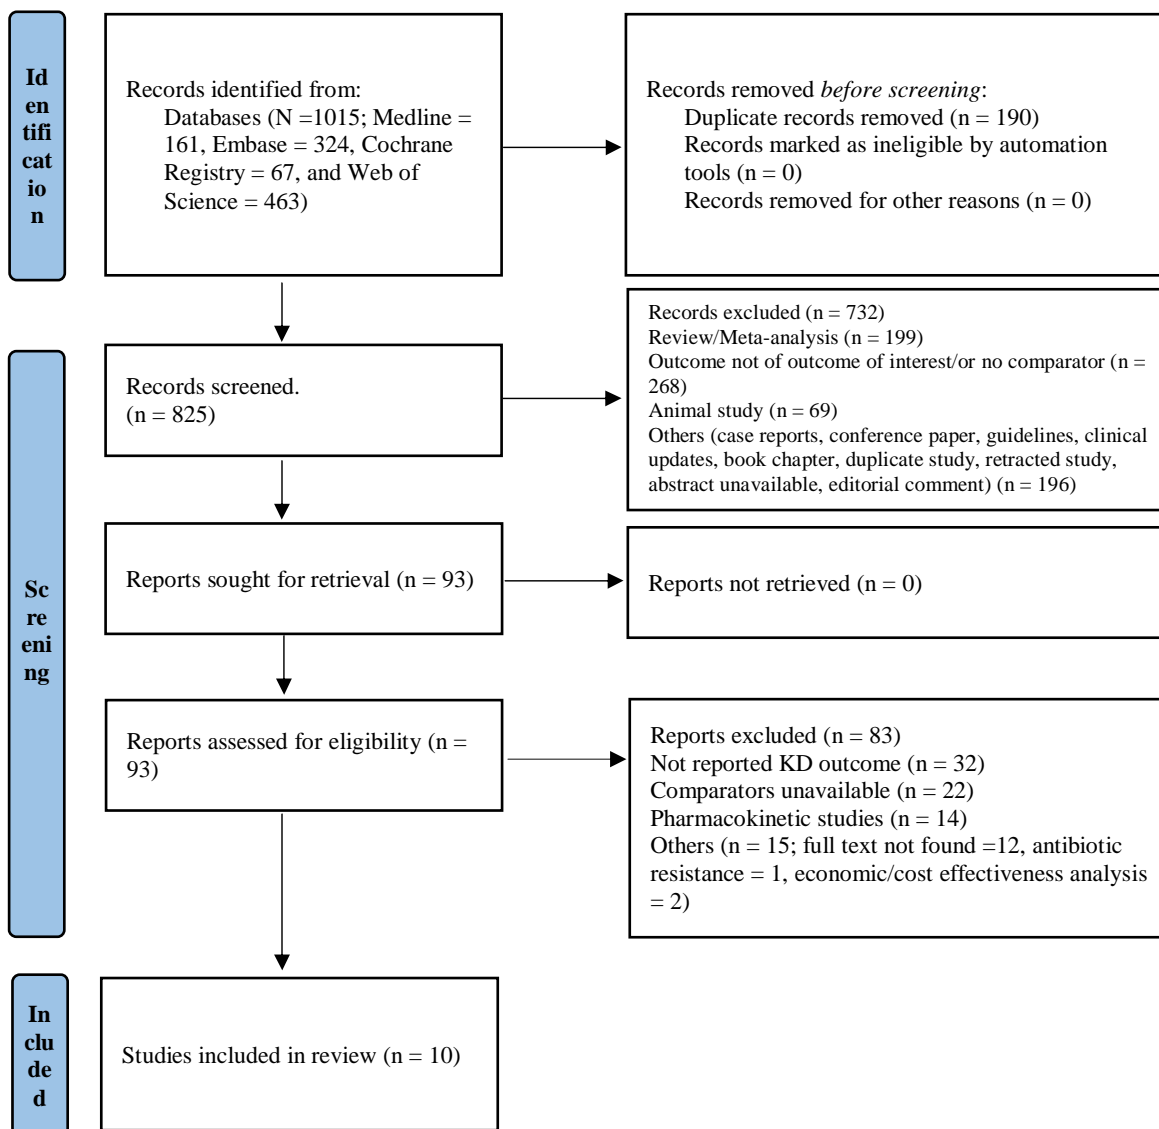 Id
en
tifi
cat
io
n
Records identified from:
Databases (N =1015; Medline =
161, Embase = 324, Cochrane
Registry = 67, and Web of
Science = 463)
Records removed before screening:
Duplicate records removed (n = 190)
Records marked as ineligible by automation
tools (n = 0)
Records removed for other reasons (n = 0)
Sc
re
eni
ng
Records screened.
(n = 825)
Records excluded (n = 732)
Review/Meta-analysis (n = 199)
Outcome not of outcome of interest/or no comparator (n =
268)
Animal study (n = 69)
Others (case reports, conference paper, guidelines, clinical
updates, book chapter, duplicate study, retracted study,
abstract unavailable, editorial comment) (n = 196)
Reports sought for retrieval (n = 93)
Reports not retrieved (n = 0)
Reports assessed for eligibility (n =
93)
Reports excluded (n = 83)
Not reported KD outcome (n = 32)
Comparators unavailable (n = 22)
Pharmacokinetic studies (n = 14)
Others (n = 15; full text not found =12, antibiotic
resistance = 1, economic/cost effectiveness analysis
= 2)
In
clu
de
d
Studies included in review (n = 10)